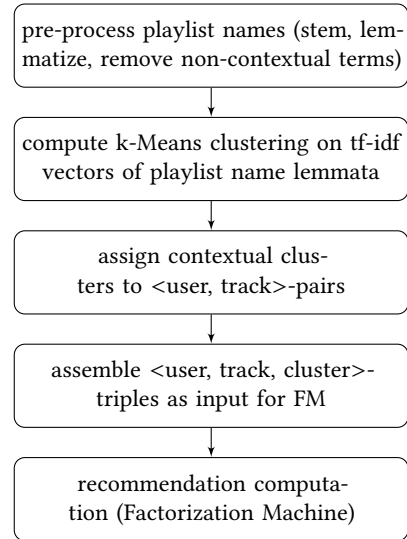 pre-process playlist names (stem, lem-
matize, remove non-contextual terms)
compute k-Means clustering on tf-idf
vectors of playlist name lemmata
assign contextual clus-
ters to <user, track>-pairs
assemble <user, track, cluster>-
triples as input for FM
recommendation computa-
tion (Factorization Machine)